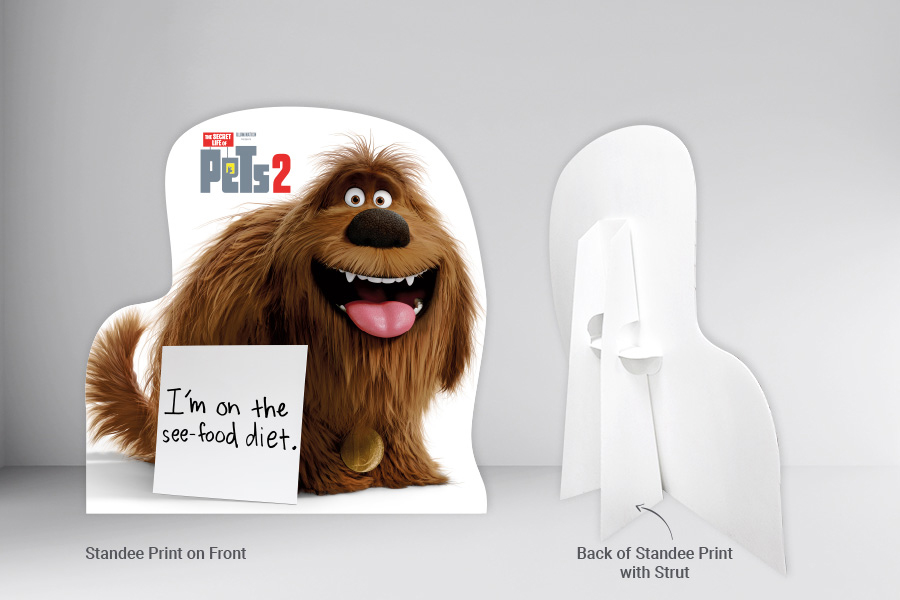 THE SECRET
LIFE OF
ILLUMINATION
PETS 2
I'm on the
see-food diet.
Standee Print on Front
Back of Standee Print
with Strut